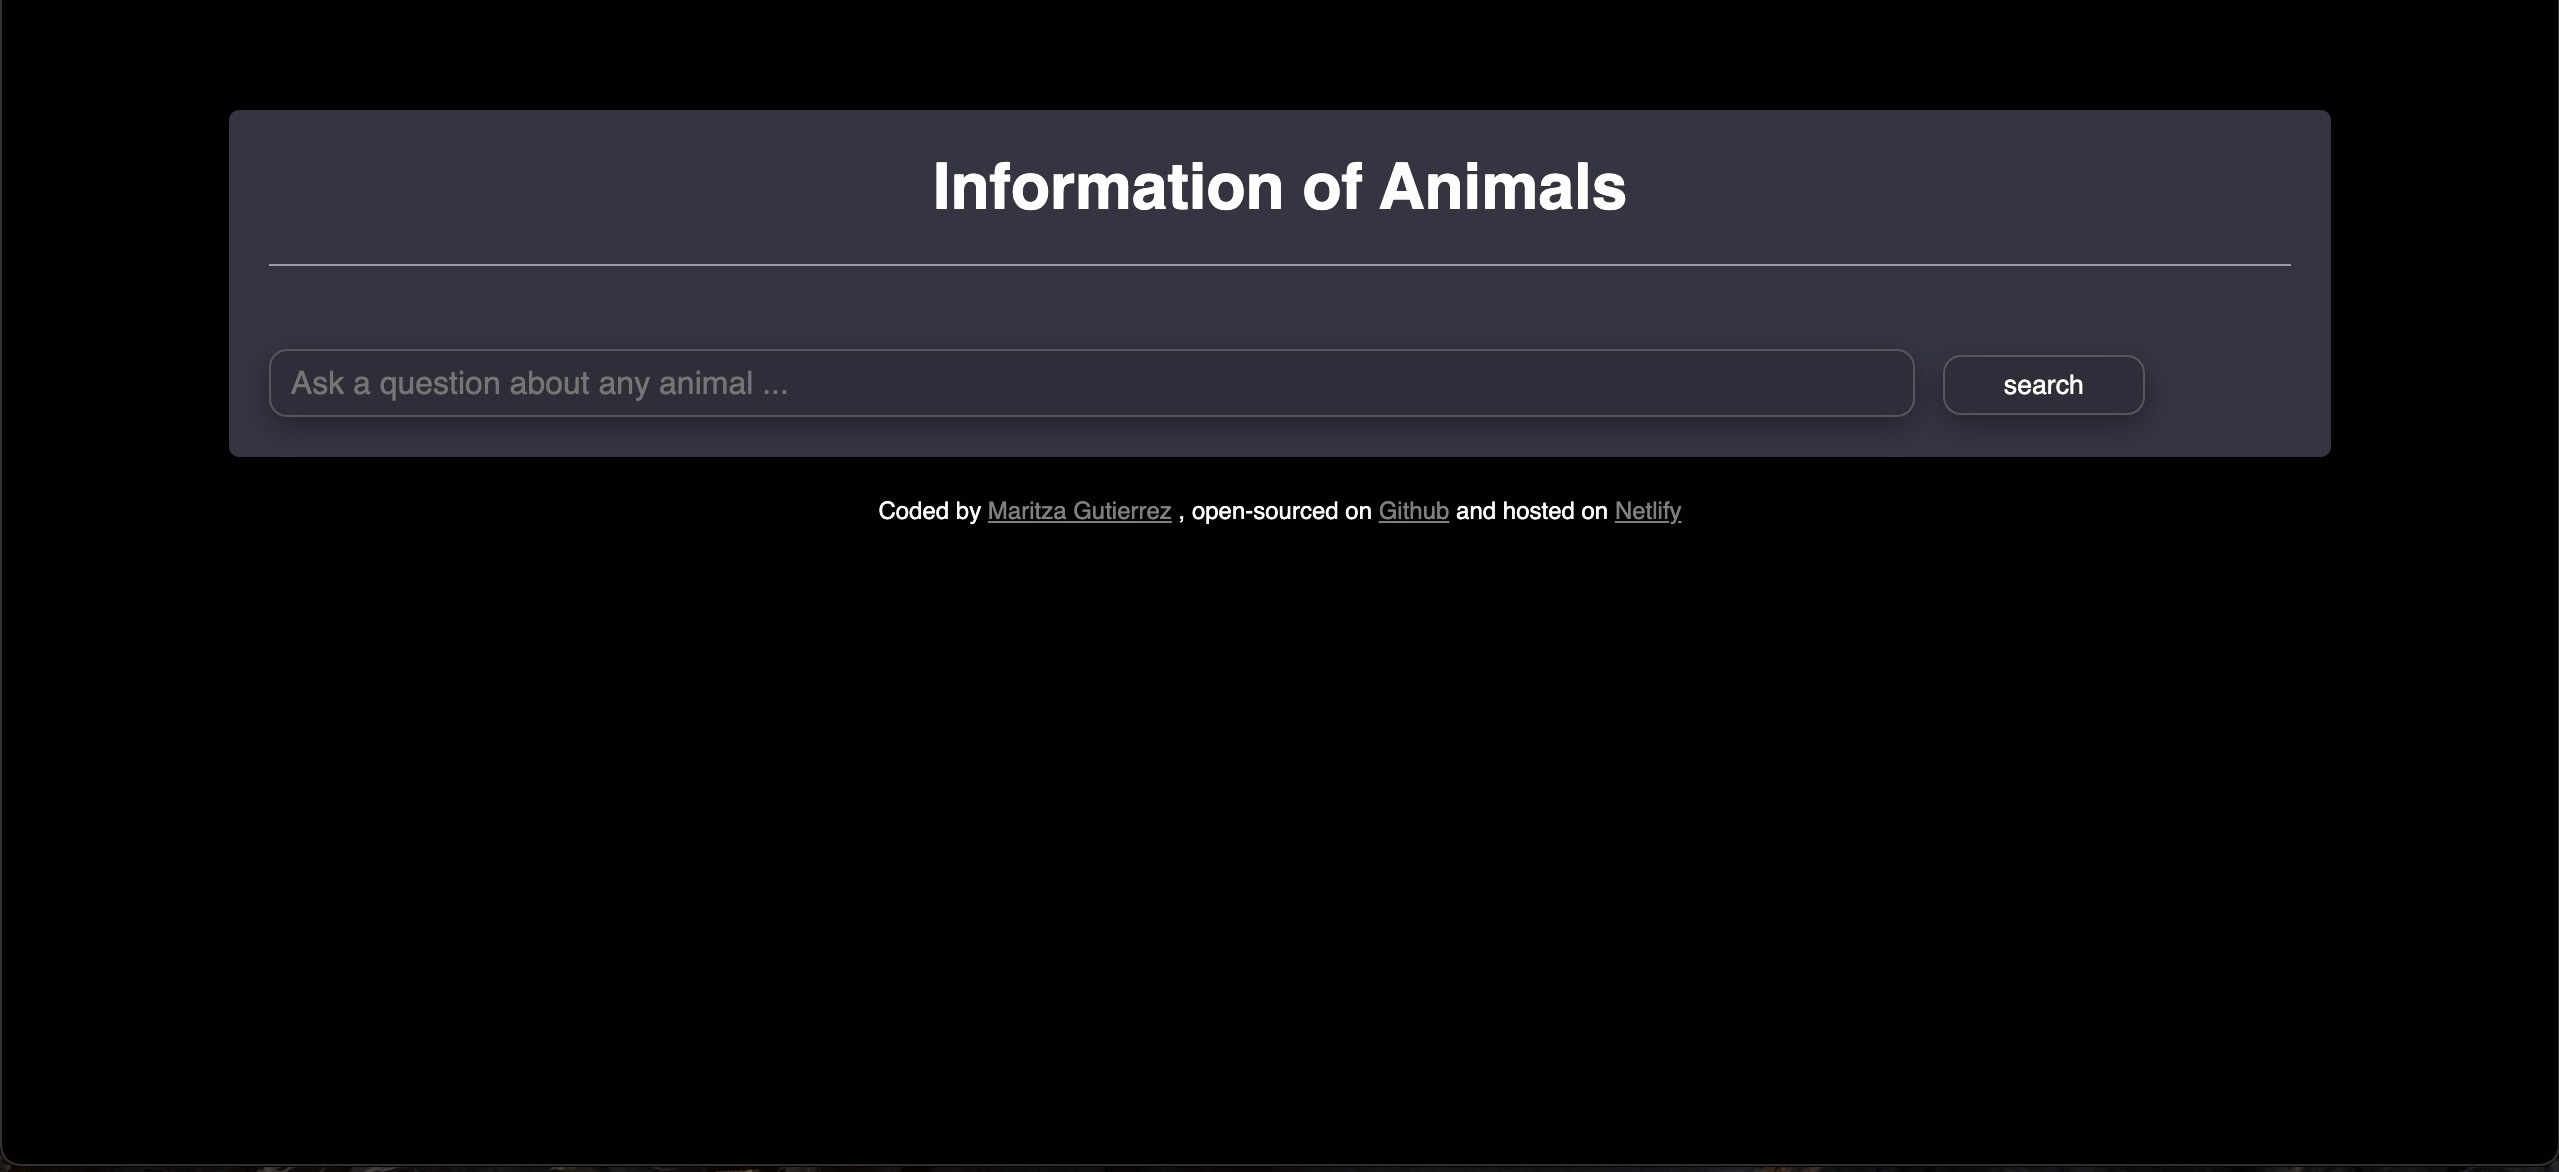 Information of Animals
Ask a question about any animal ...
search
Coded by Maritza Gutierrez , open-sourced on Github and hosted on Netlify